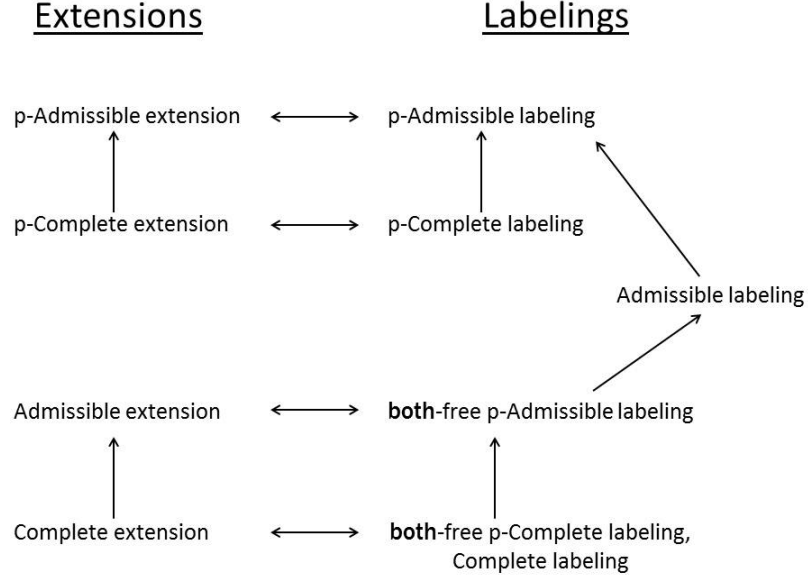 Extensions Labelings
p-Admissible extension p-Admissible labeling
p-Complete extension p-Complete labeling
Admissible labeling
Admissible extension both-free p-Admissible labeling
Complete extension both-free p-Complete labeling,
Complete labeling